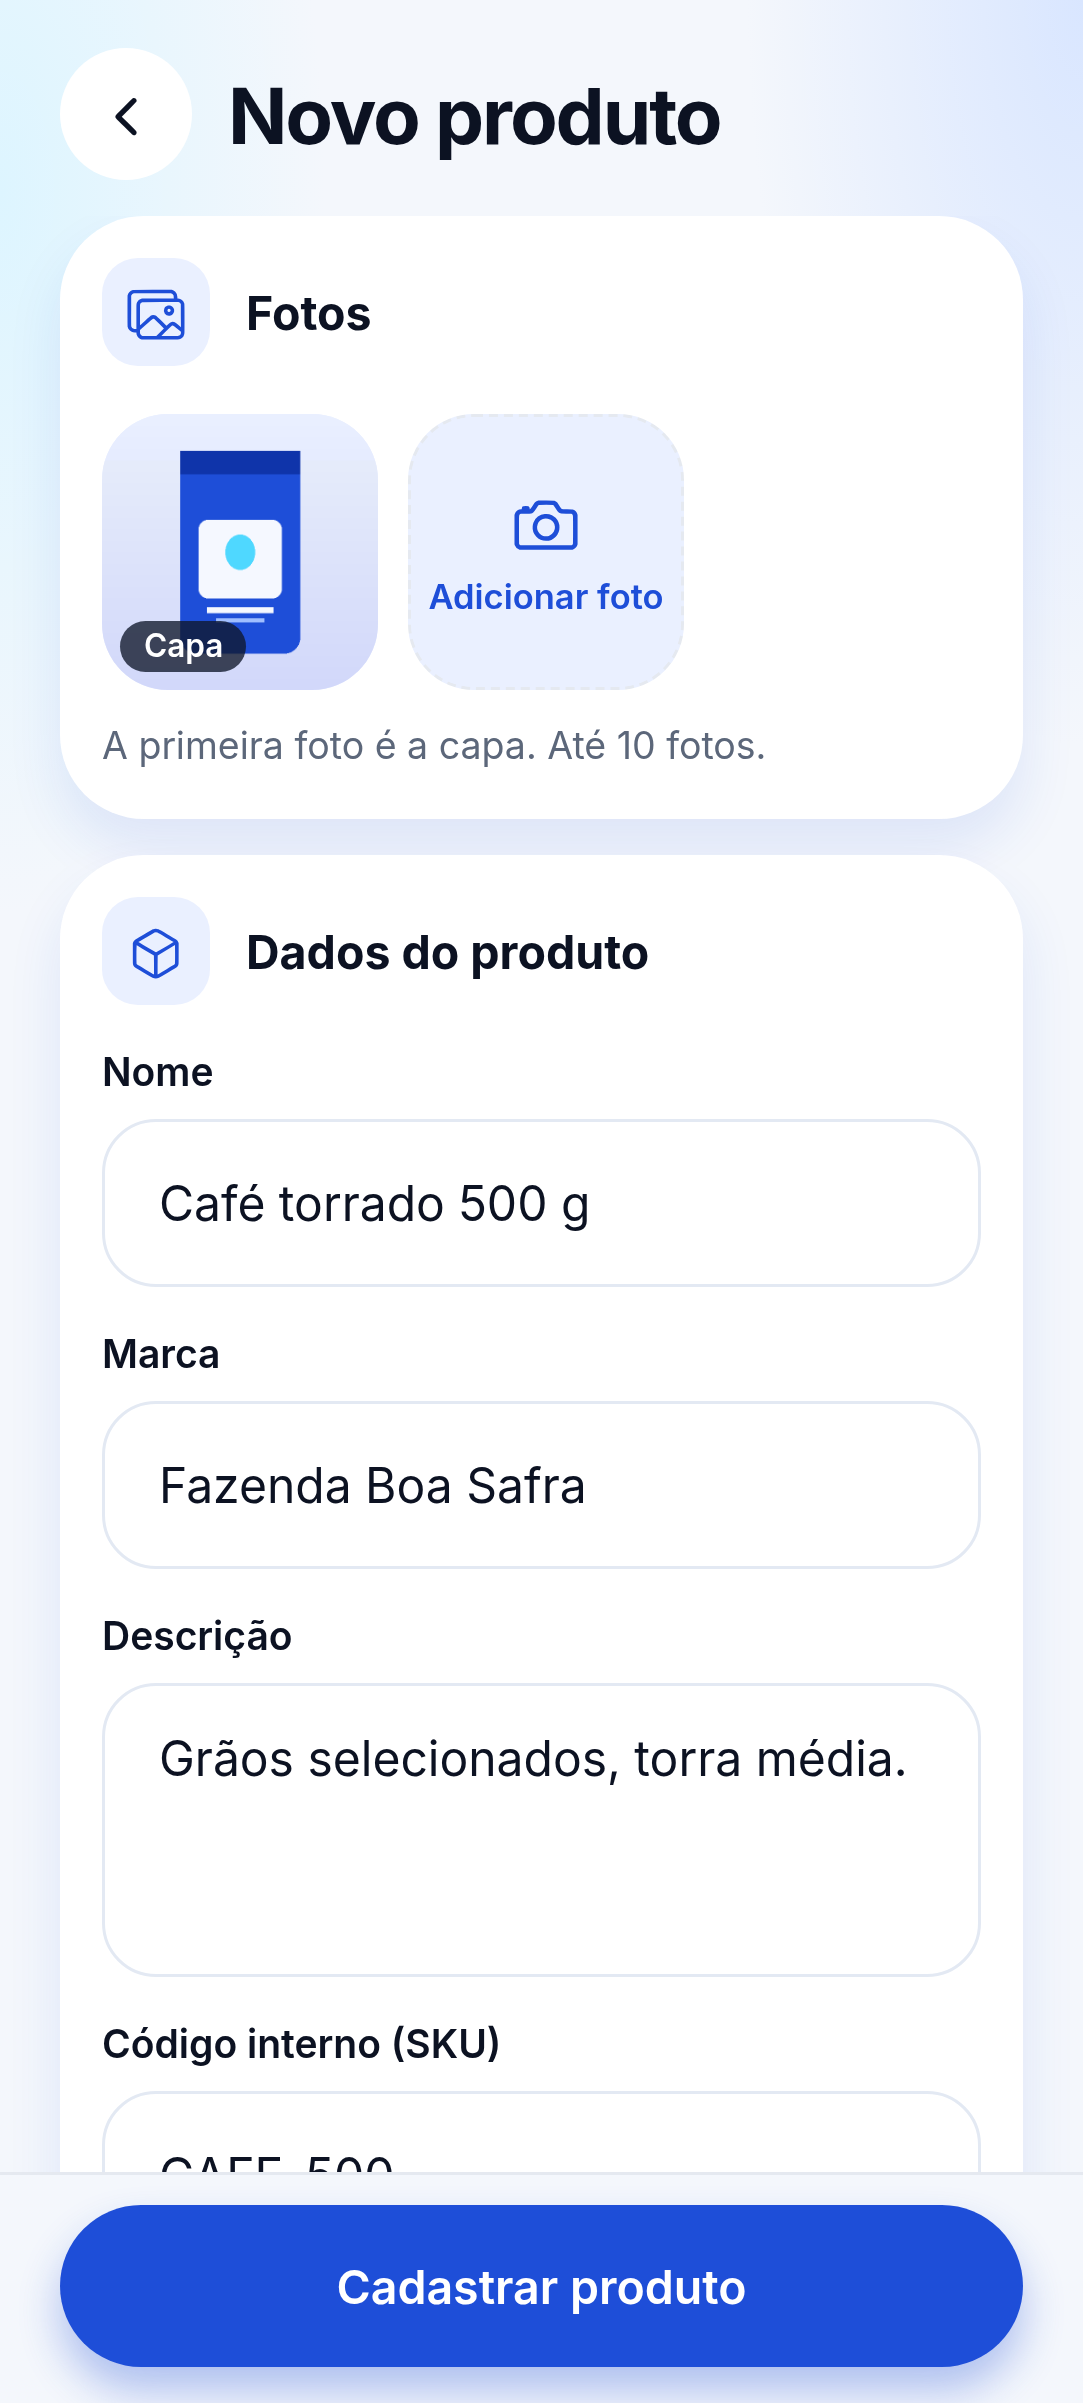 Novo produto
Fotos
Capa
Adicionar foto
A primeira foto é a capa. Até 10 fotos.
Dados do produto
Nome
Café torrado 500 g
Marca
Fazenda Boa Safra
Descrição
Grãos selecionados, torra média.
Código interno (SKU)
Cadastrar produto